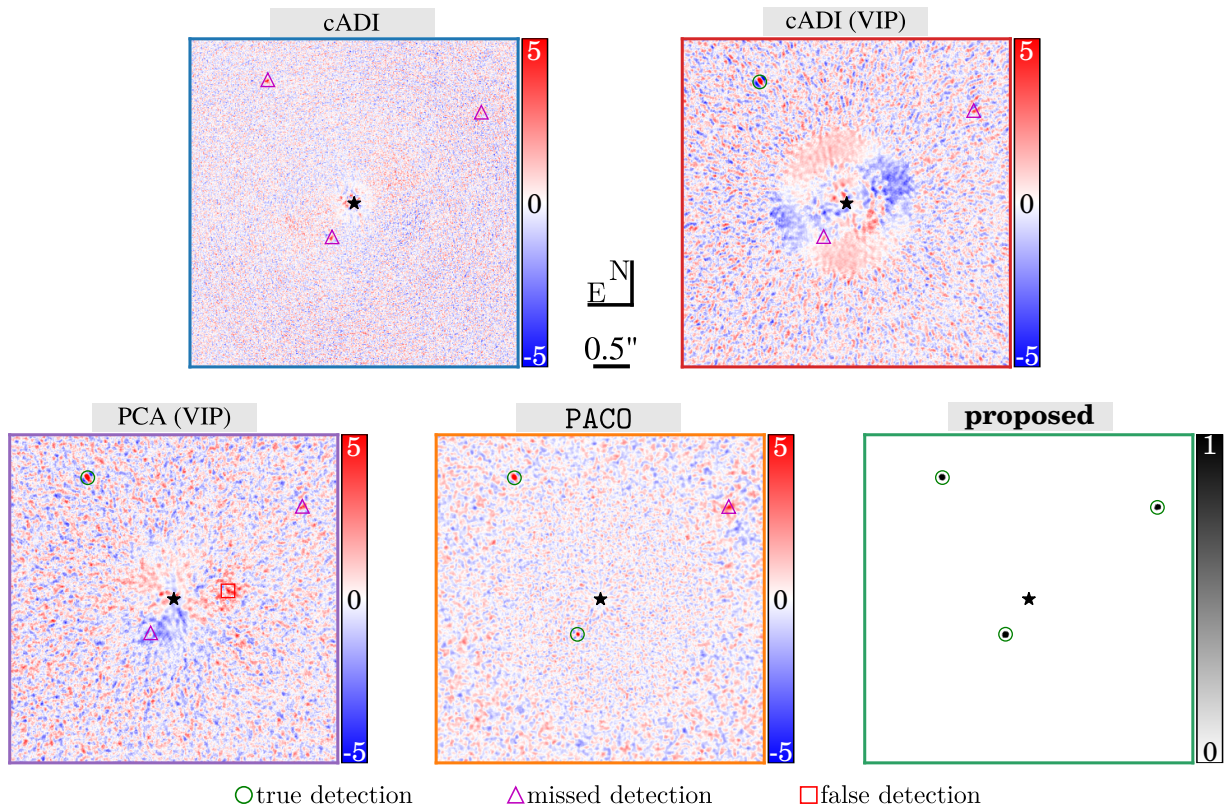 cADI
cADI (VIP)
5
0
-5
5
0
-5
N
E
0.5"
PCA (VIP)
PACO
proposed
5
0
-5
5
0
-5
1
0
true detection
missed detection
false detection